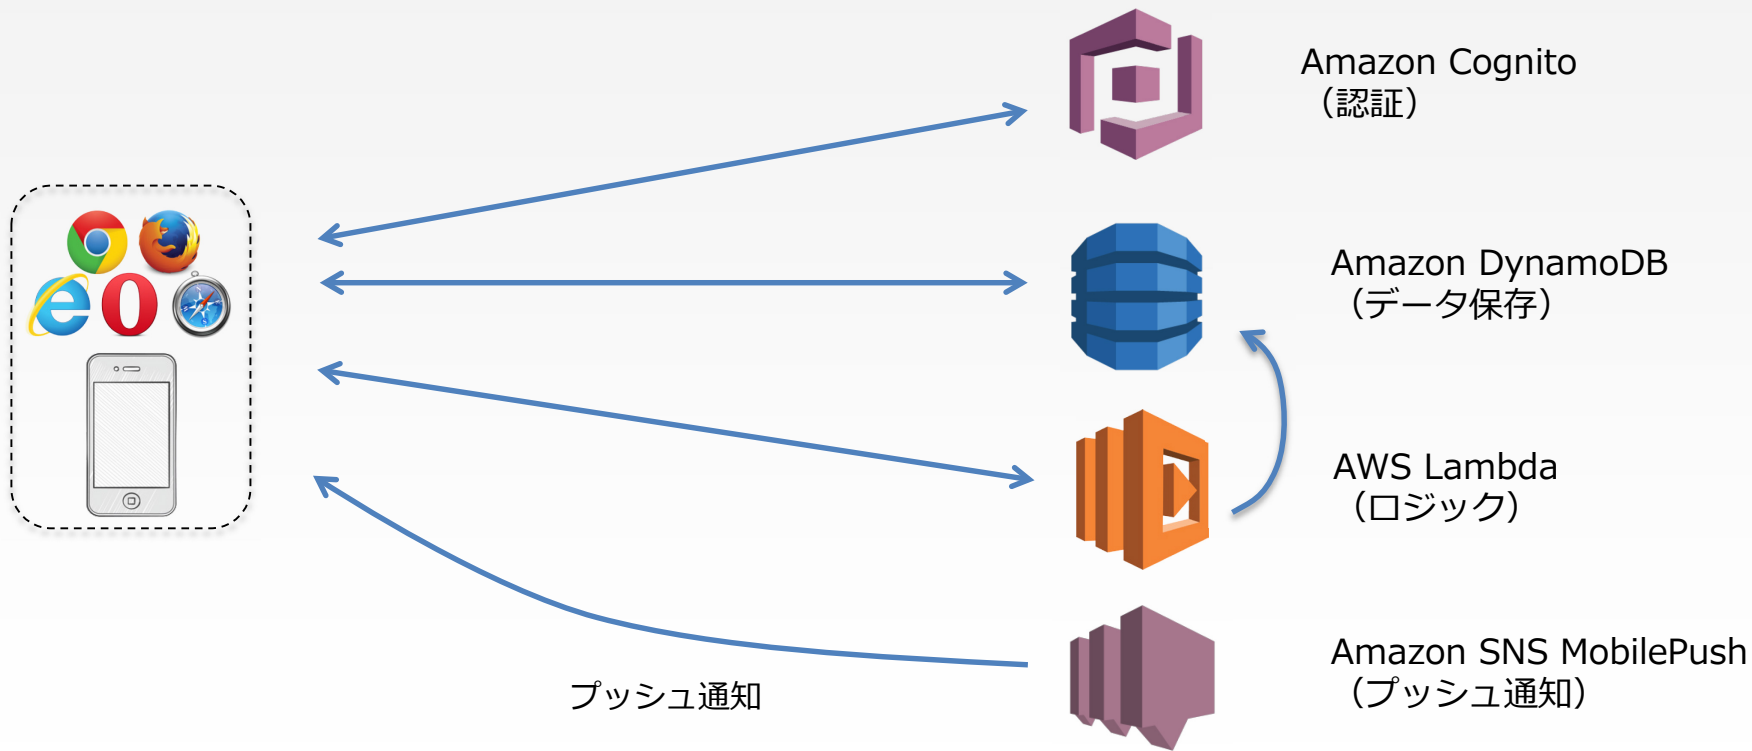 Amazon Cognito
（認証）
Amazon DynamoDB
（データ保存）
AWS Lambda
（ロジック）
Amazon SNS MobilePush
（プッシュ通知）
プッシュ通知